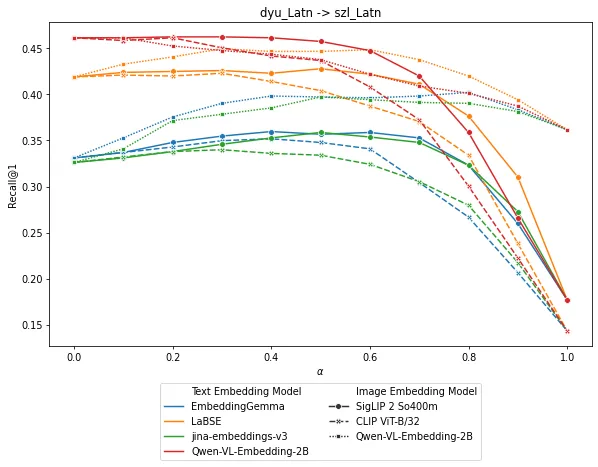 dyu_Latn -> szl_Latn
Recall@1
0.45
0.40
0.35
0.30
0.25
0.20
0.15
0.0
0.2
0.4
0.6
0.8
1.0
α
Text Embedding Model
EmbeddingGemma
LaBSE
jina-embeddings-v3
Qwen-VL-Embedding-2B
Image Embedding Model
SigLIP 2 So400m
CLIP ViT-B/32
Qwen-VL-Embedding-2B